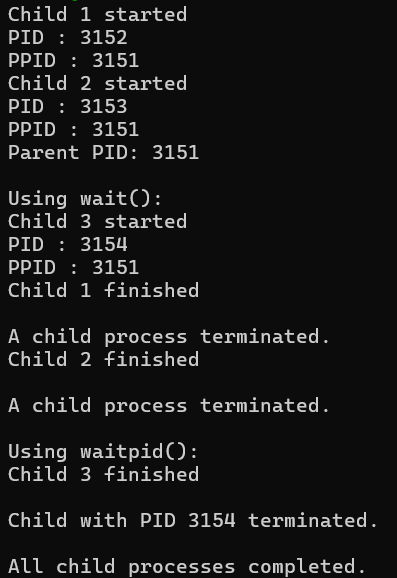 Child 1 started
PID : 3152
PPID : 3151
Child 2 started
PID : 3153
PPID : 3151
Parent PID: 3151

Using wait():
Child 3 started
PID : 3154
PPID : 3151
Child 1 finished

A child process terminated.
Child 2 finished

A child process terminated.

Using waitpid():
Child 3 finished

Child with PID 3154 terminated.

All child processes completed.